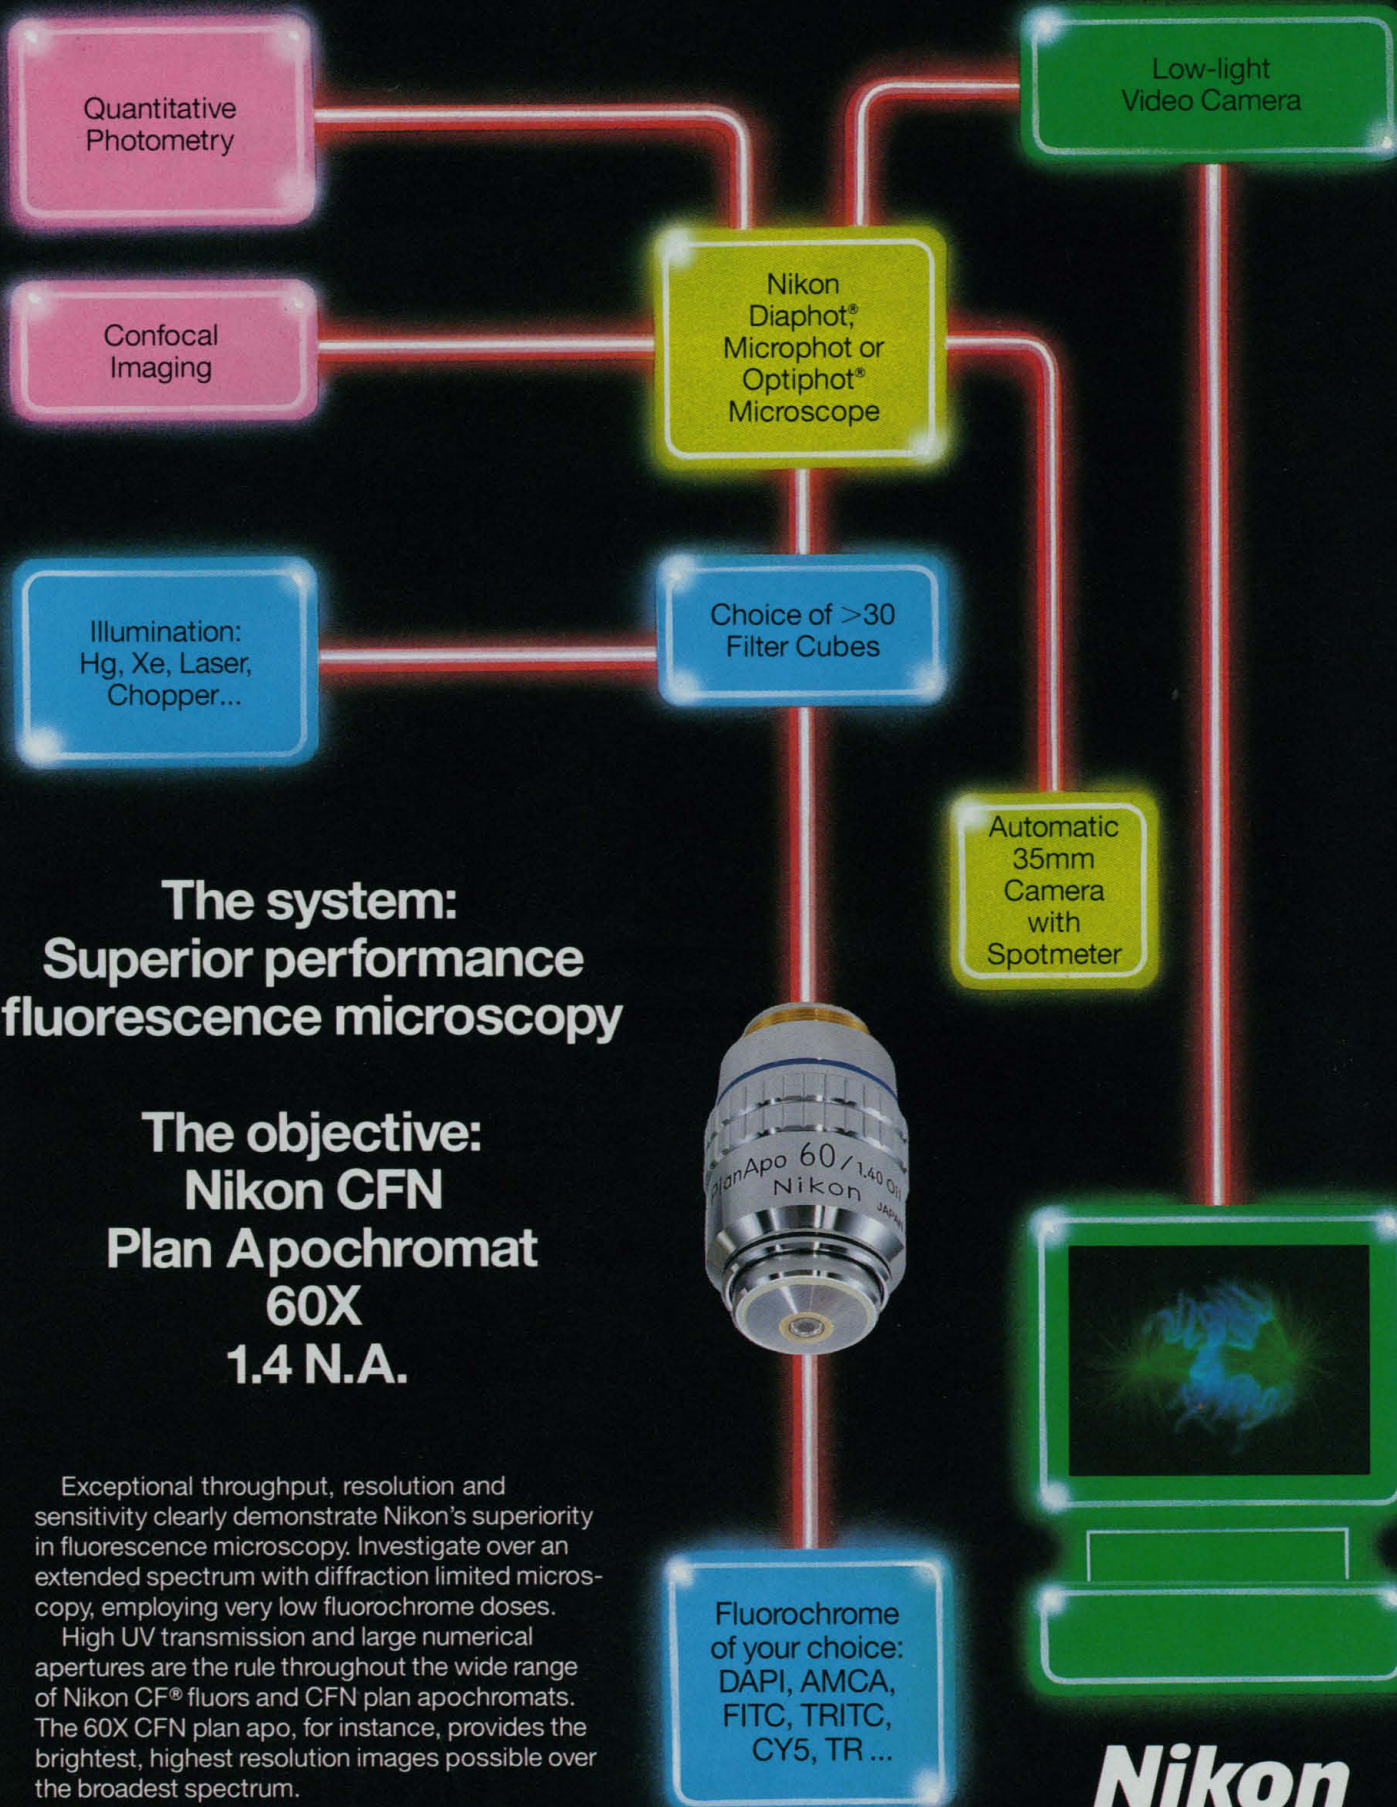 Quantitative
Photometry
Low-light
Video Camera
Confocal
Imaging
Nikon
Diaphot,®
Microphot or
Optiphot®
Microscope
Illumination:
Hg, Xe, Laser,
Chopper...
Choice of >30
Filter Cubes
Automatic
35mm
Camera
with
Spotmeter
The system:
Superior performance
fluorescence microscopy
The objective:
Nikon CFN
Plan Apochromat
60X
1.4 N.A.
PlanApo 60/1.40 Oil
Nikon
JAPAN
Exceptional throughput, resolution and
sensitivity clearly demonstrate Nikon's superiority
in fluorescence microscopy. Investigate over an
extended spectrum with diffraction limited micros-
copy, employing very low fluorochrome doses.
High UV transmission and large numerical
apertures are the rule throughout the wide range
of Nikon CF® fluors and CFN plan apochromats.
The 60X CFN plan apo, for instance, provides the
brightest, highest resolution images possible over
the broadest spectrum.
Fluorochrome
of your choice:
DAPI, AMCA,
FITC, TRITC,
CY5, TR ...
Nikon